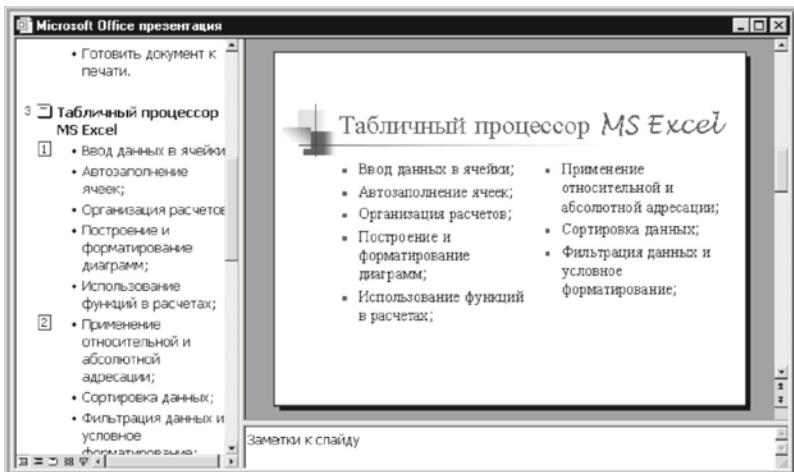 Microsoft Office презентация
• Готовить документ к
печати.
3 Табличный процессор
MS Excel
1 • Ввод данных в ячейки
• Автозаполнение
ячеек;
• Организация расчетов
• Построение и
форматирование
диаграмм;
• Использование
функций в расчетах;
2 • Применение
относительной и
абсолютной
адресации;
• Сортировка данных;
• Фильтрация данных и
условное
форматирование;
Табличный процессор MS Excel
▪ Ввод данных в ячейки;
▪ Автозаполнение ячеек;
▪ Организация расчетов;
▪ Построение и
форматирование
диаграмм;
▪ Использование функций
в расчетах;
▪ Применение
относительной и
абсолютной адресации;
▪ Сортировка данных;
▪ Фильтрация данных и
условное
форматирование;
Заметки к слайду